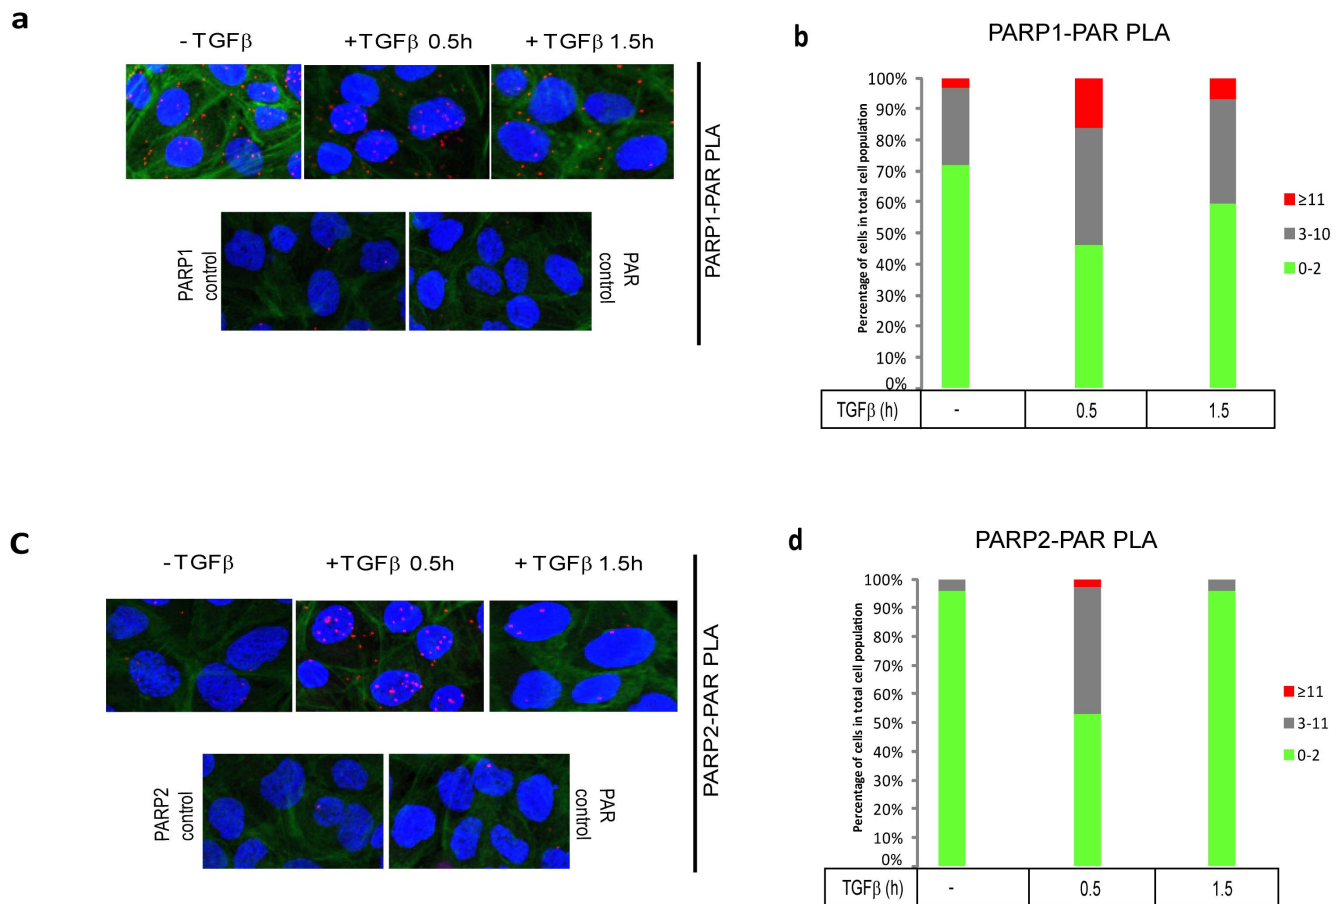 a
- TGFβ
+TGFβ 0.5h
+ TGFβ 1.5h
PARP1-PAR PLA
PARP1
control
PAR
control
b
PARP1-PAR PLA
Percentage of cells in total cell population
100%
90%
80%
70%
60%
50%
40%
30%
20%
10%
0%
≥11
3-10
0-2
TGFβ (h) - 0.5 1.5
C
- TGFβ
+TGFβ 0.5h
+ TGFβ 1.5h
PARP2-PAR PLA
PARP2
control
PAR
control
d
PARP2-PAR PLA
Percentage of cells in total cell population
100%
90%
80%
70%
60%
50%
40%
30%
20%
10%
0%
≥11
3-11
0-2
TGFβ (h) - 0.5 1.5